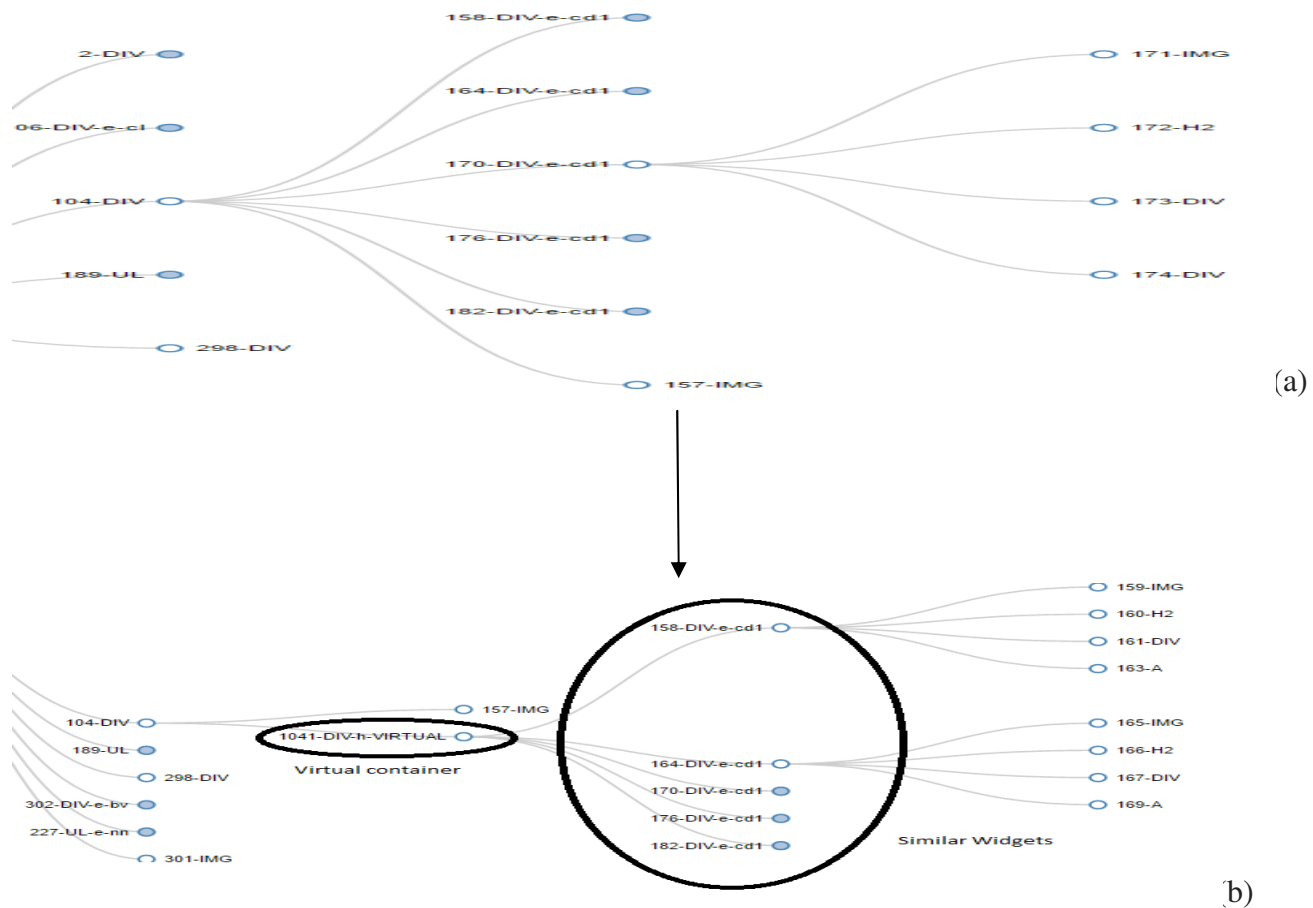 158-DIV-e-cd1
2-DIV
171-IMG
164-DIV-e-cd1
06-DIV-e-cl
172-H2
170-DIV-e-cd1
104-DIV
173-DIV
176-DIV-e-cd1
189-UL
174-DIV
182-DIV-e-cd1
298-DIV
157-IMG
(a)
159-IMG
160-H2
158-DIV-e-cd1
161-DIV
163-A
157-IMG
104-DIV
165-IMG
1041-DIV-h-VIRTUAL
189-UL
166-H2
Virtual container
164-DIV-e-cd1
298-DIV
167-DIV
170-DIV-e-cd1
302-DIV-e-bv
169-A
176-DIV-e-cd1
227-UL-e-nn
Similar Widgets
182-DIV-e-cd1
301-IMG
(b)